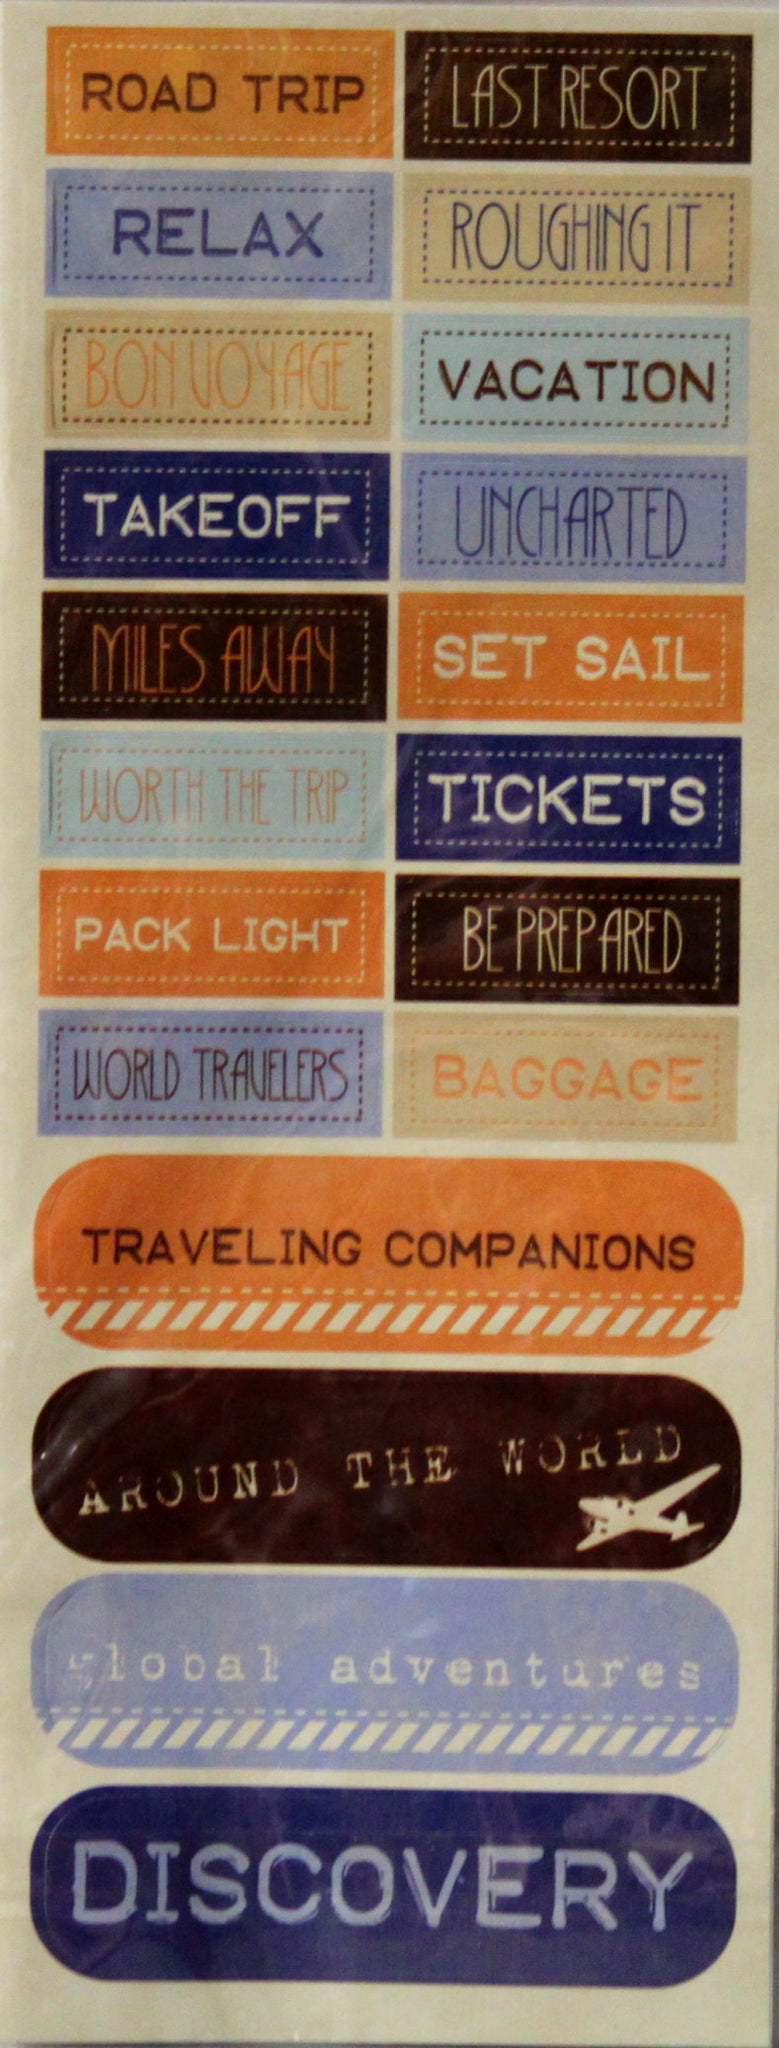 ROAD TRIP
LAST RESORT
RELAX
ROUGHING IT
BON VOYAGE
VACATION
TAKEOFF
UNCHARTED
MILES AWAY
SET SAIL
WORTH THE TRIP
TICKETS
PACK LIGHT
BE PREPARED
WORLD TRAVELERS
BAGGAGE
TRAVELING COMPANIONS
AROUND THE WORLD
global adventures
DISCOVERY